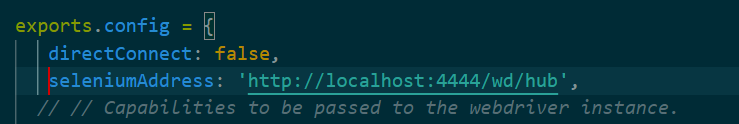 exports.config = {
directConnect: false,
seleniumAddress: 'http://localhost:4444/wd/hub',
// // Capabilities to be passed to the webdriver instance.